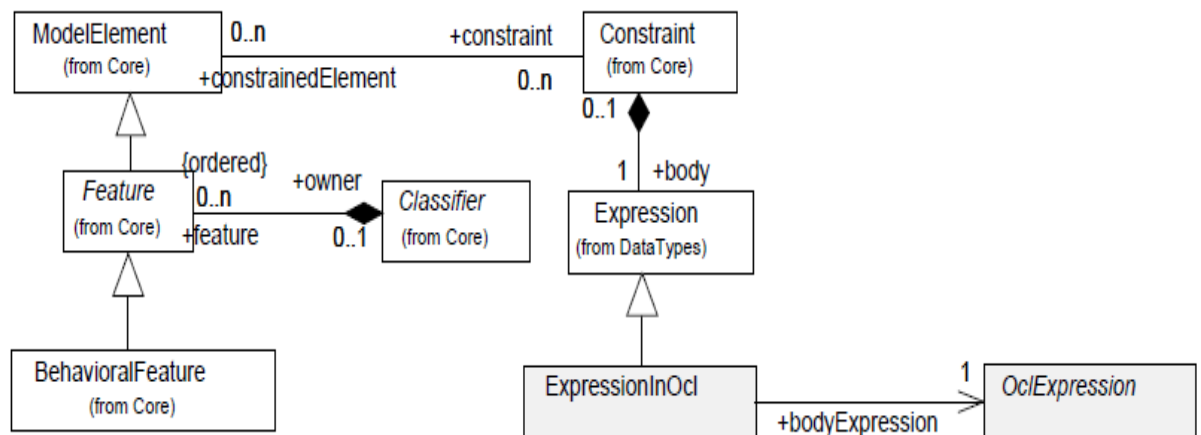 ModelElement
(from Core)
0..n
+constrainedElement
+constraint
0..n
Constraint
(from Core)
0..1
1
+body
{ordered}
Feature
(from Core)
0..n
+feature
+owner
0..1
Classifier
(from Core)
Expression
(from DataTypes)
BehavioralFeature
(from Core)
ExpressionInOcl
1
+bodyExpression
OclExpression